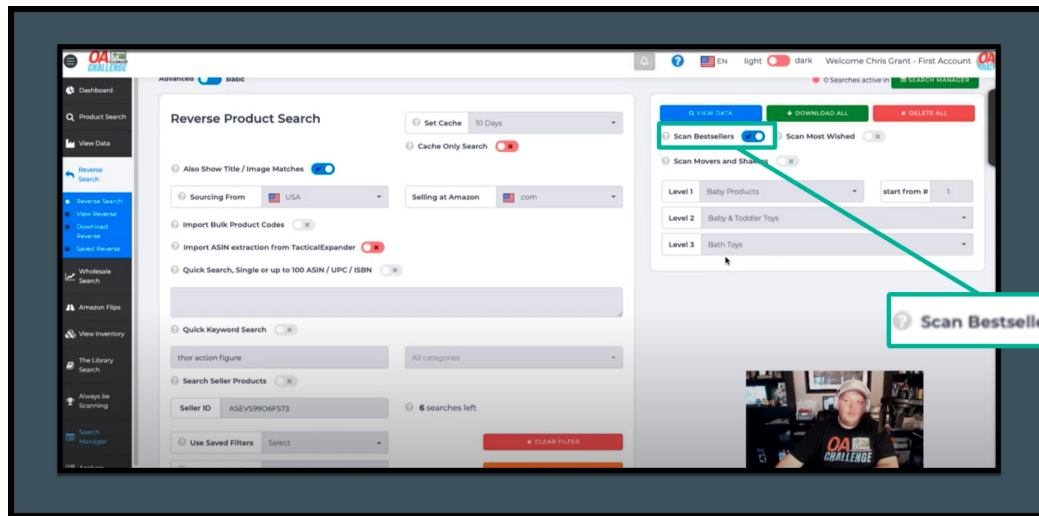 OA
CHALLENGE
EN light dark Welcome Chris Grant - First Account
OA
Advanced Basic
0 Searches active in SEARCH MANAGER
Dashboard
Product Search
View Data
Reverse
Search
Reverse Search
View Reverse
Download
Reverse
Saved Reverse
Wholesale
Search
Amazon Flips
View Inventory
The Library
Search
Always be
Scanning
Search
Manager
Analysis
Reverse Product Search
Set Cache 10 Days
Cache Only Search
Also Show Title / Image Matches
Sourcing From USA
Selling at Amazon .com
Import Bulk Product Codes
Import ASIN extraction from TacticalExpander
Quick Search, Single or up to 100 ASIN / UPC / ISBN
Quick Keyword Search
thor action figure
All categories
Search Seller Products
Seller ID ASEVS99O6FS73
6 searches left
Use Saved Filters Select
CLEAR FILTER
VIEW DATA
DOWNLOAD ALL
DELETE ALL
Scan Bestsellers
Scan Most Wished
Scan Movers and
Level 1 Baby Products
start from # 1
Level 2 Baby & Toddler Toys
Level 3 Bath Toys
Scan Bestselle
OA
CHALLENGE